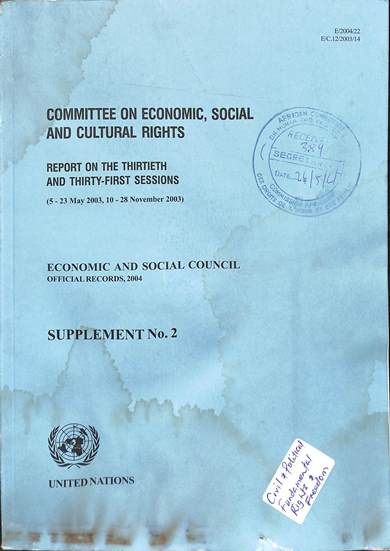 E/2004/22
E/C.12/2003/14
COMMITTEE ON ECONOMIC, SOCIAL
AND CULTURAL RIGHTS
REPORT ON THE THIRTIETH
AND THIRTY-FIRST SESSIONS
(5 - 23 May 2003, 10 - 28 November 2003)
RECEIVED
384
DATE
ECONOMIC AND SOCIAL COUNCIL
OFFICIAL RECORDS, 2004
SUPPLEMENT No. 2
UNITED NATIONS
Civil & Political
Fundamental
Rights &
Freedom